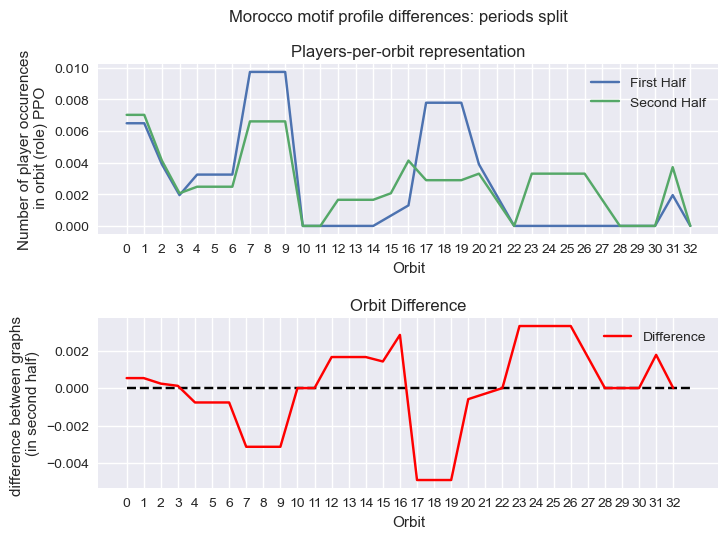 Morocco motif profile differences: periods split
Players-per-orbit representation
Number of player occurences
in orbit (role) PPO
0.010
0.008
0.006
0.004
0.002
0.000
First Half
Second Half
0 1 2 3 4 5 6 7 8 9 10 11 12 13 14 15 16 17 18 19 20 21 22 23 24 25 26 27 28 29 30 31 32
Orbit
Orbit Difference
difference between graphs
(in second half)
0.002
0.000
−0.002
−0.004
Difference
0 1 2 3 4 5 6 7 8 9 10 11 12 13 14 15 16 17 18 19 20 21 22 23 24 25 26 27 28 29 30 31 32
Orbit